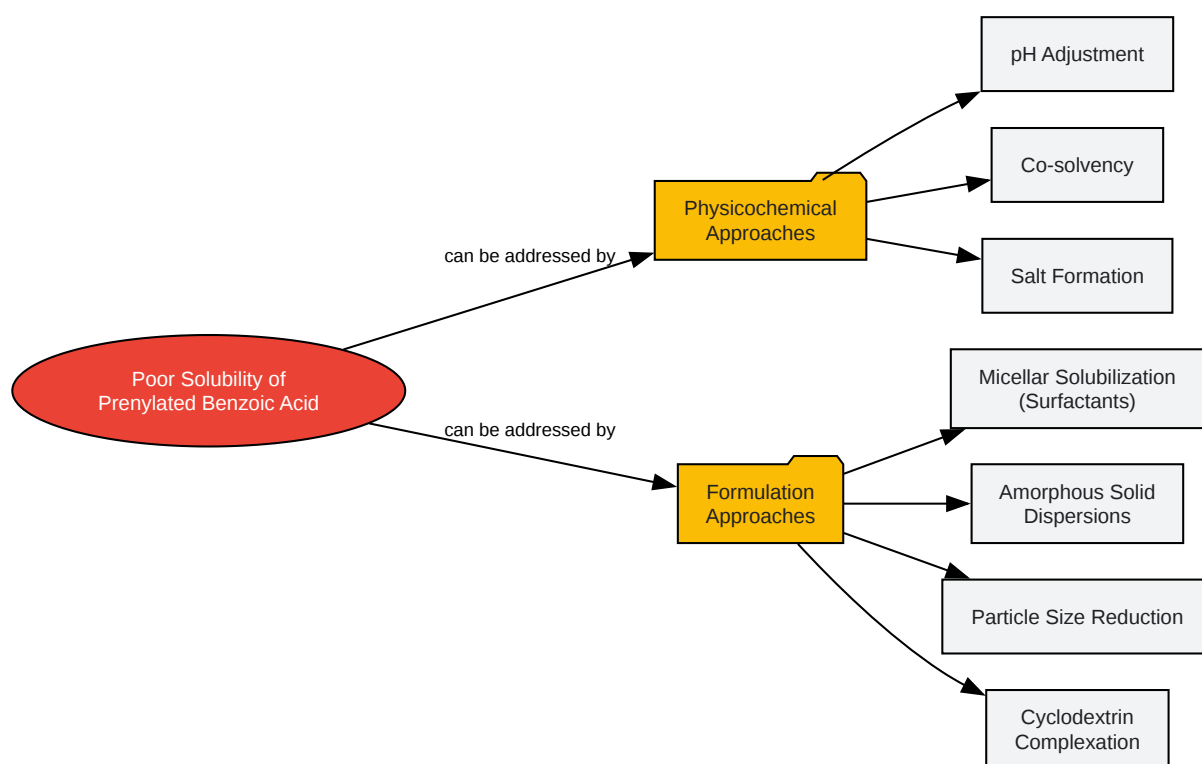 pH Adjustment
Co-solvency
Physicochemical
Approaches
can be addressed by
Salt Formation
Poor Solubility of
Prenylated Benzoic Acid
Micellar Solubilization
(Surfactants)
can be addressed by
Formulation
Approaches
Amorphous Solid
Dispersions
Particle Size Reduction
Cyclodextrin
Complexation